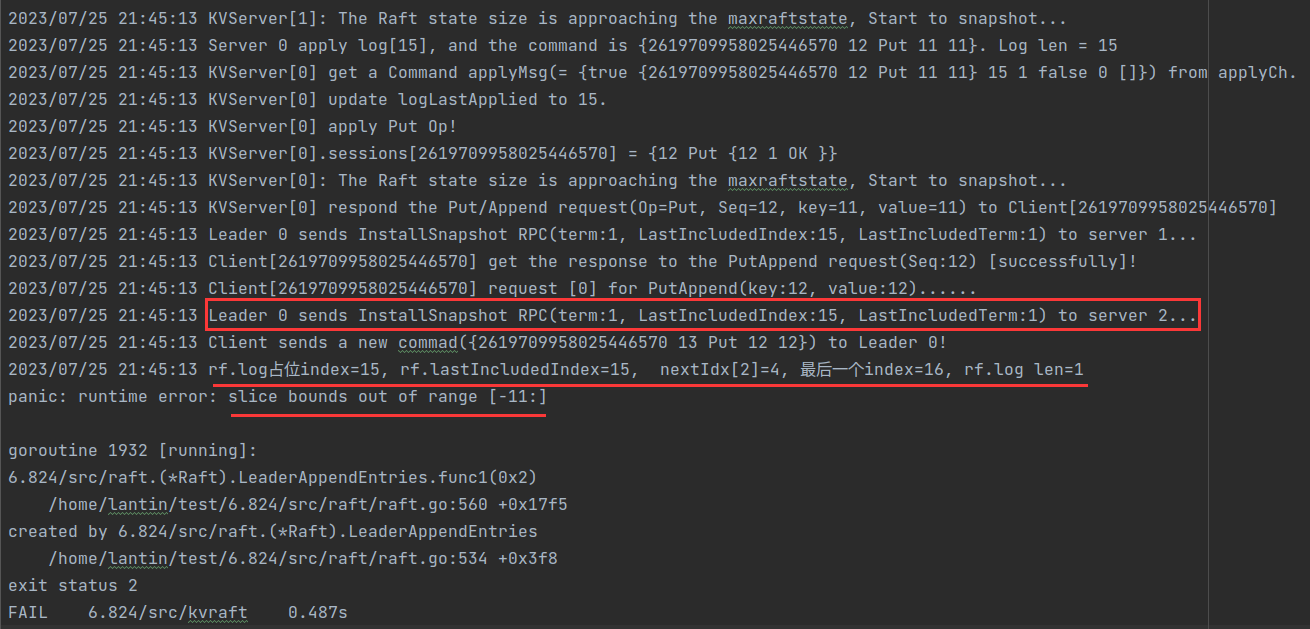 2023/07/25 21:45:13 KVServer[1]: The Raft state size is approaching the maxraftstate, Start to snapshot...
2023/07/25 21:45:13 Server 0 apply log[15], and the command is {2619709958025446570 12 Put 11 11}. Log len = 15
2023/07/25 21:45:13 KVServer[0] get a Command applyMsg(= {true {2619709958025446570 12 Put 11 11} 15 1 false 0 []}) from applyCh.
2023/07/25 21:45:13 KVServer[0] update logLastApplied to 15.
2023/07/25 21:45:13 KVServer[0] apply Put Op!
2023/07/25 21:45:13 KVServer[0].sessions[2619709958025446570] = {12 Put {12 1 OK }}
2023/07/25 21:45:13 KVServer[0]: The Raft state size is approaching the maxraftstate, Start to snapshot...
2023/07/25 21:45:13 KVServer[0] respond the Put/Append request(Op=Put, Seq=12, key=11, value=11) to Client[2619709958025446570]
2023/07/25 21:45:13 Leader 0 sends InstallSnapshot RPC(term:1, LastIncludedIndex:15, LastIncludedTerm:1) to server 1...
2023/07/25 21:45:13 Client[2619709958025446570] get the response to the PutAppend request(Seq:12) [successfully]!
2023/07/25 21:45:13 Client[2619709958025446570] request [0] for PutAppend(key:12, value:12)......
2023/07/25 21:45:13 Leader 0 sends InstallSnapshot RPC(term:1, LastIncludedIndex:15, LastIncludedTerm:1) to server 2...
2023/07/25 21:45:13 Client sends a new commad({2619709958025446570 13 Put 12 12}) to Leader 0!
2023/07/25 21:45:13 rf.log占位index=15, rf.lastIncludedIndex=15,  nextIdx[2]=4, 最后一个index=16, rf.log len=1
panic: runtime error: slice bounds out of range [-11:]
goroutine 1932 [running]:
6.824/src/raft.(*Raft).LeaderAppendEntries.func1(0x2)
/home/lantin/test/6.824/src/raft/raft.go:560 +0x17f5
created by 6.824/src/raft.(*Raft).LeaderAppendEntries
/home/lantin/test/6.824/src/raft/raft.go:534 +0x3f8
exit status 2
FAIL    6.824/src/kvraft    0.487s